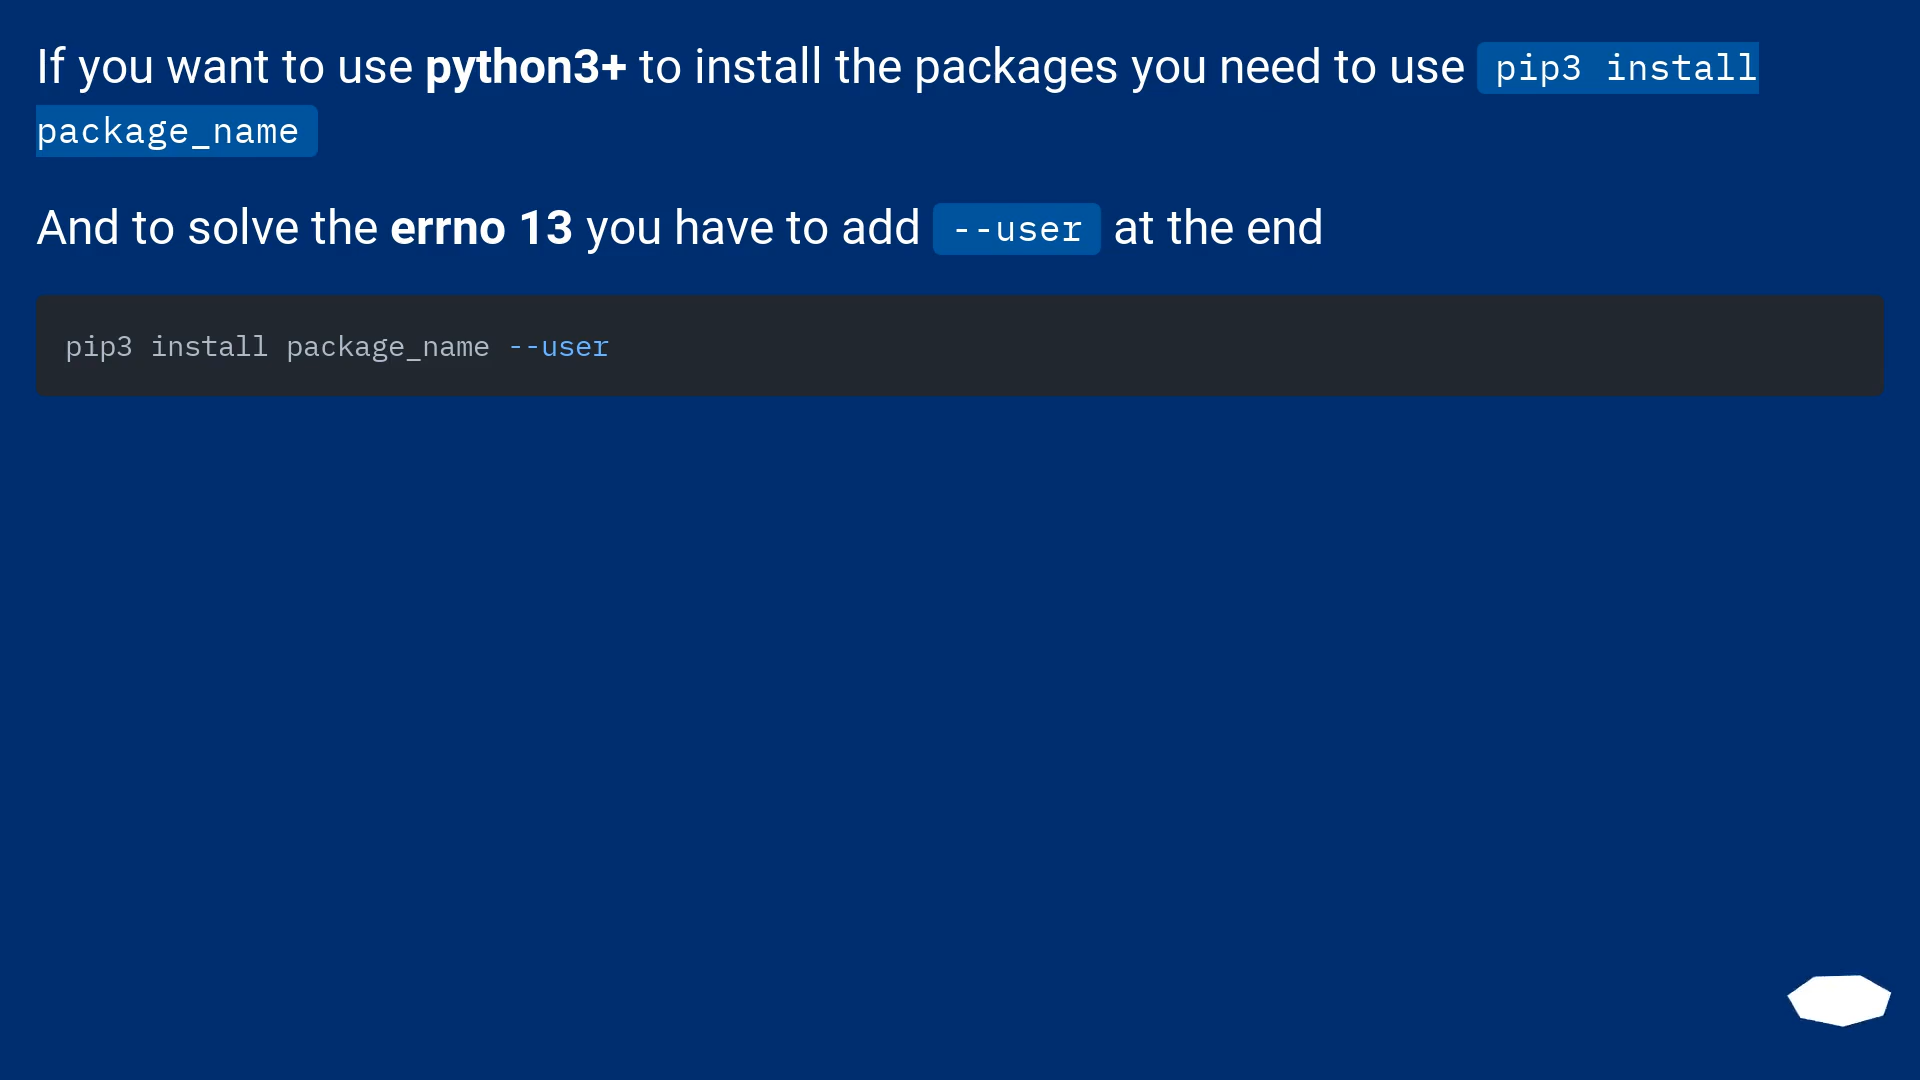 If you want to use python3+ to install the packages you need to use pip3 install
package_name
And to solve the errno 13 you have to add --user at the end
pip3 install package_name --user